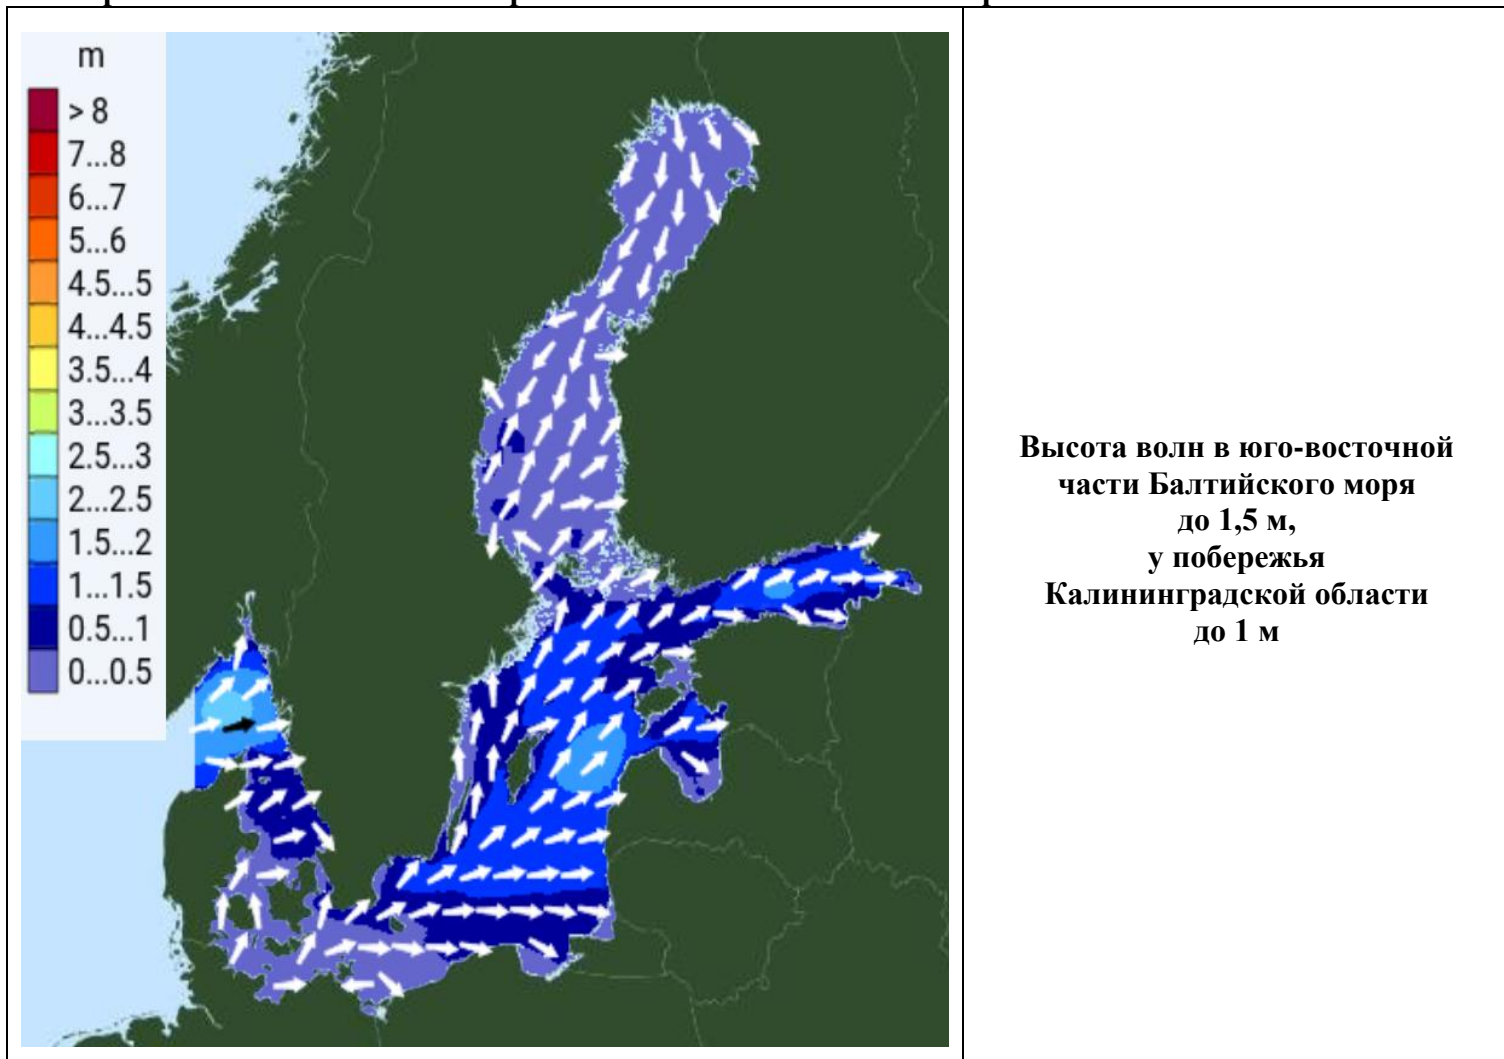 m
> 8
7...8
6...7
5...6
4.5...5
4...4.5
3.5...4
3...3.5
2.5...3
2...2.5
1.5...2
1...1.5
0.5...1
0...0.5
Высота волн в юго-восточной
части Балтийского моря
до 1,5 м,
у побережья
Калининградской области
до 1 м